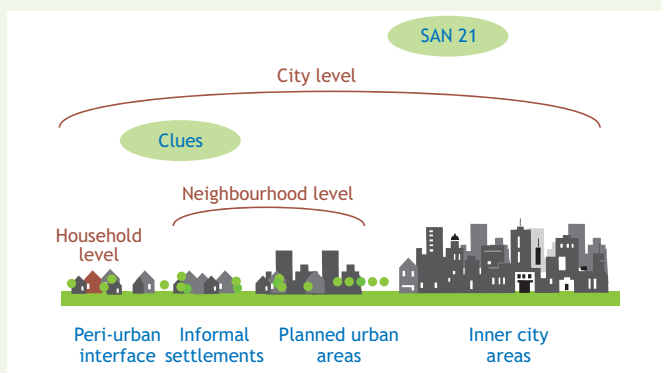 SAN 21
City level
Clues
Neighbourhood level
Household
level
Peri-urban
interface
Informal
settlements
Planned urban
areas
Inner city
areas